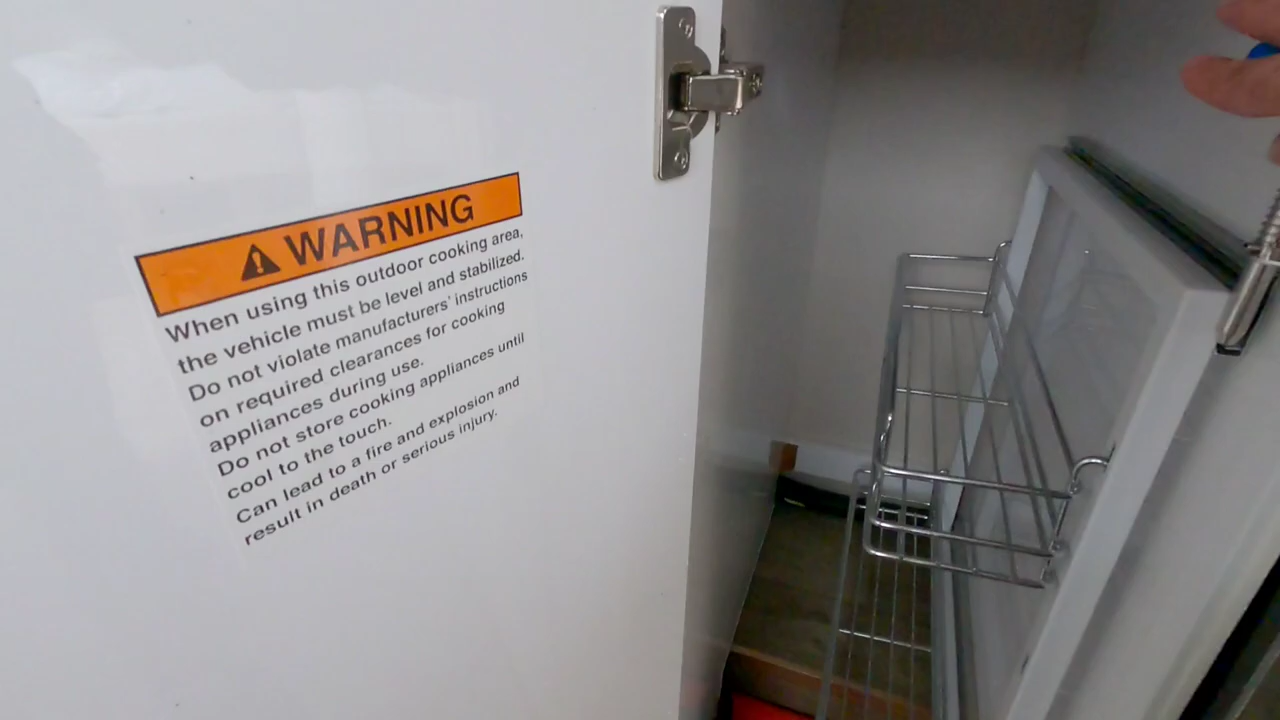 WARNING
When using this outdoor cooking area,
the vehicle must be level and stabilized.
Do not violate manufacturers' instructions
on required clearances for cooking
appliances during use.
Do not store cooking appliances until
cool to the touch.
Can lead to a fire and explosion and
result in death or serious injury.